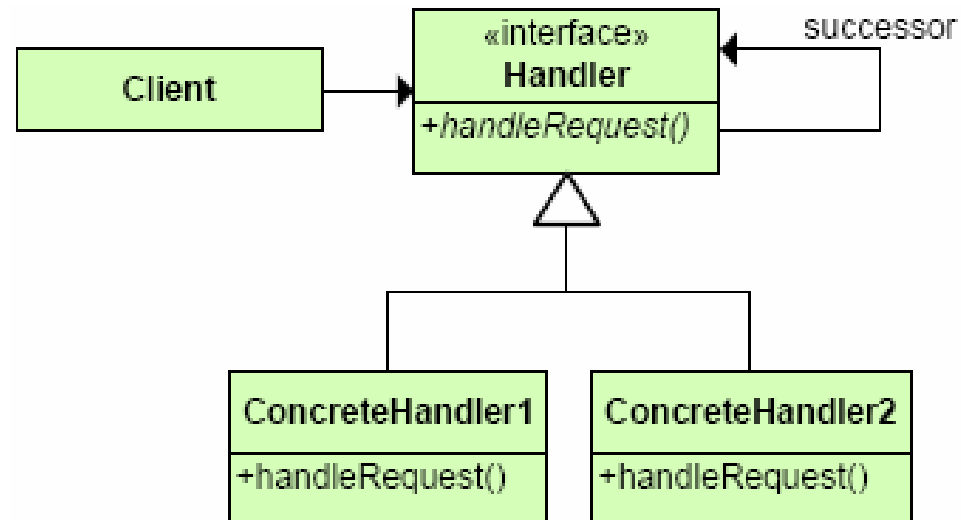 successor
«interface»
Handler
Client
+handleRequest()
ConcreteHandler1
ConcreteHandler2
+handleRequest()
+handleRequest()